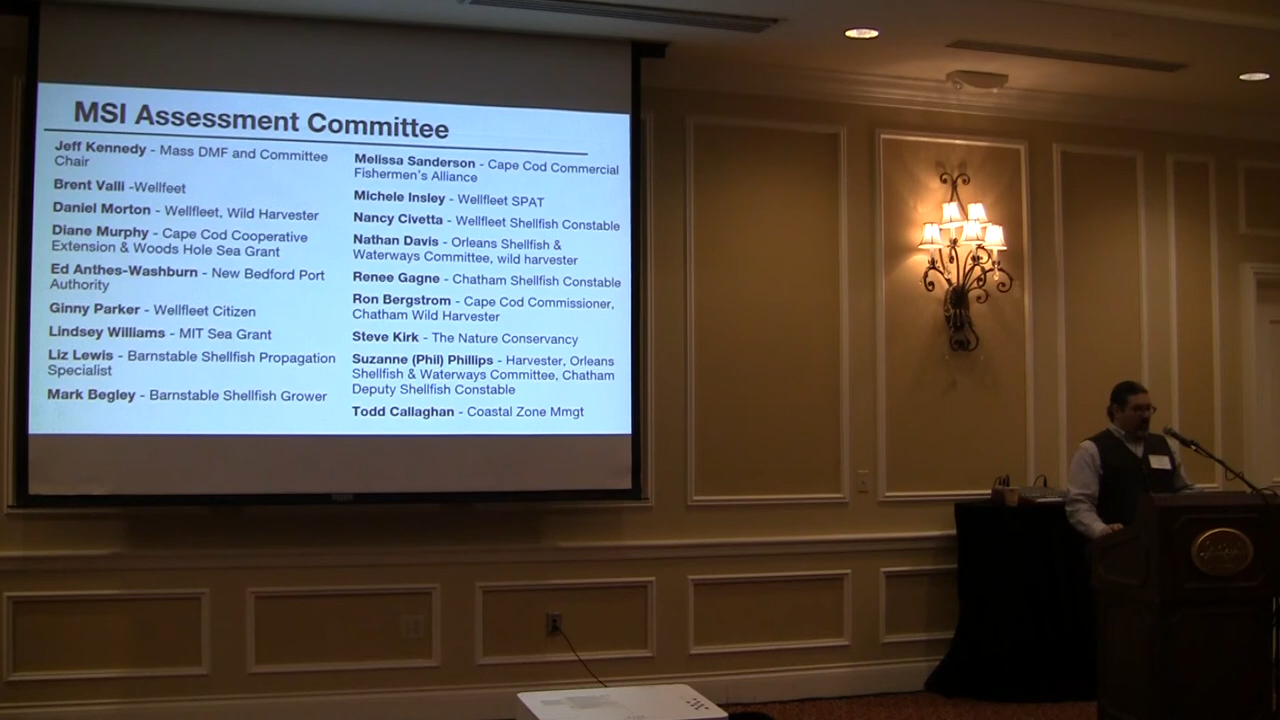 MSI Assessment Committee
Jeff Kennedy - Mass DMF and Committee
Chair
Brent Valli -Wellfeet
Daniel Morton - Wellfleet, Wild Harvester
Diane Murphy - Cape Cod Cooperative
Extension & Woods Hole Sea Grant
Ed Anthes-Washburn - New Bedford Port
Authority
Ginny Parker - Wellfleet Citizen
Lindsey Williams - MIT Sea Grant
Liz Lewis - Barnstable Shellfish Propagation
Specialist
Mark Begley - Barnstable Shellfish Grower
Melissa Sanderson - Cape Cod Commercial
Fishermen's Alliance
Michele Insley - Wellfleet SPAT
Nancy Civetta - Wellfleet Shellfish Constable
Nathan Davis - Orleans Shellfish &
Waterways Committee, wild harvester
Renee Gagne - Chatham Shellfish Constable
Ron Bergstrom - Cape Cod Commissioner,
Chatham Wild Harvester
Steve Kirk - The Nature Conservancy
Suzanne (Phil) Phillips - Harvester, Orleans
Shellfish & Waterways Committee, Chatham
Deputy Shellfish Constable
Todd Callaghan - Coastal Zone Mmgt